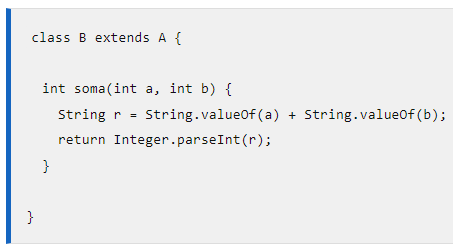 class B extends A {
int soma(int a, int b) {
String r = String.valueOf(a) + String.valueOf(b);
return Integer.parseInt(r);
}
}